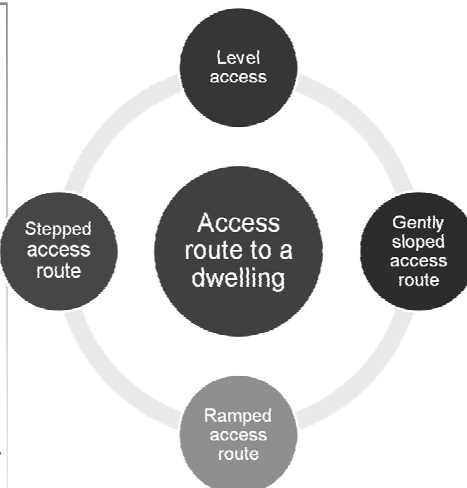 Level
access
Stepped
access
route
Access
route to a
dwelling
Gently
sloped
access
route
Ramped
access
route